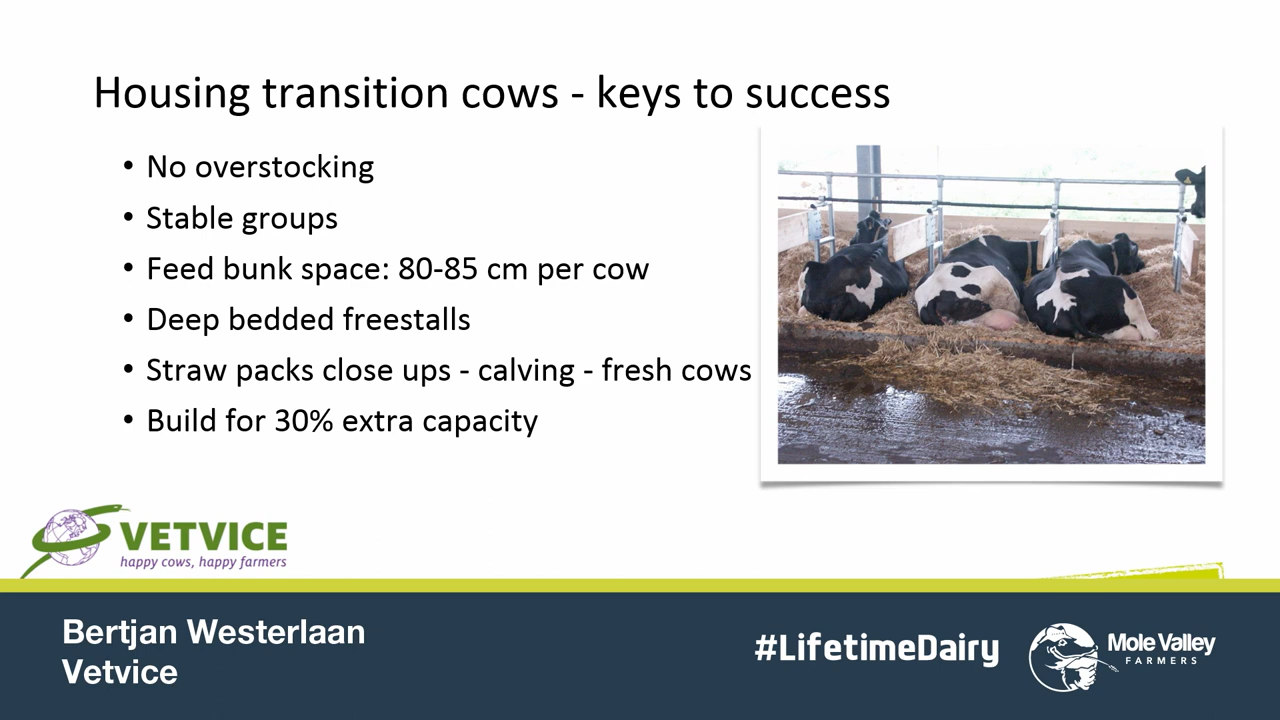 Housing transition cows - keys to success
• No overstocking
• Stable groups
• Feed bunk space: 80-85 cm per cow
• Deep bedded freestalls
• Straw packs close ups - calving - fresh cows
• Build for 30% extra capacity
VETVICE
happy cows, happy farmers
Bertjan Westerlaan
Vetvice
#LifetimeDairy
Mole Valley
FARMERS